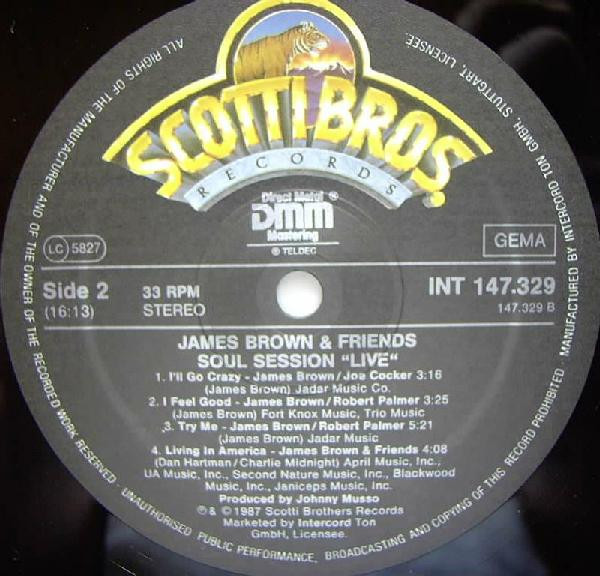 SCOTTI BROS.
RECORDS
Direct Metal ®
DMM
Mastering
® TELDEC
LC 5827
GEMA
Side 2
33 RPM
INT 147.329
(16:13)
STEREO
147.329 B
JAMES BROWN & FRIENDS
SOUL SESSION "LIVE"
1. I'll Go Crazy - James Brown/Joe Cocker 3:16
(James Brown) Jadar Music Co.
2. I Feel Good - James Brown/Robert Palmer 3:25
(James Brown) Fort Knox Music, Trio Music
3. Try Me - James Brown/Robert Palmer 5:21
(James Brown) Jadar Music
4. Living In America - James Brown & Friends 4:08
(Dan Hartman/Charlie Midnight) April Music, Inc.,
UA Music, Inc., Second Nature Music, Inc., Blackwood
Music, Inc., Janiceps Music, Inc.
Produced by Johnny Musso
℗ & © 1987 Scotti Brothers Records
Marketed by Intercord Ton
GmbH, Licensee.
ALL RIGHTS OF THE MANUFACTURER AND OF THE OWNER OF THE RECORDED WORK RESERVED. UNAUTHORISED PUBLIC PERFORMANCE, BROADCASTING AND COPYING OF THIS RECORD PROHIBITED. MANUFACTURED BY INTERCORD TON GMBH, STUTTGART, LICENSEE.